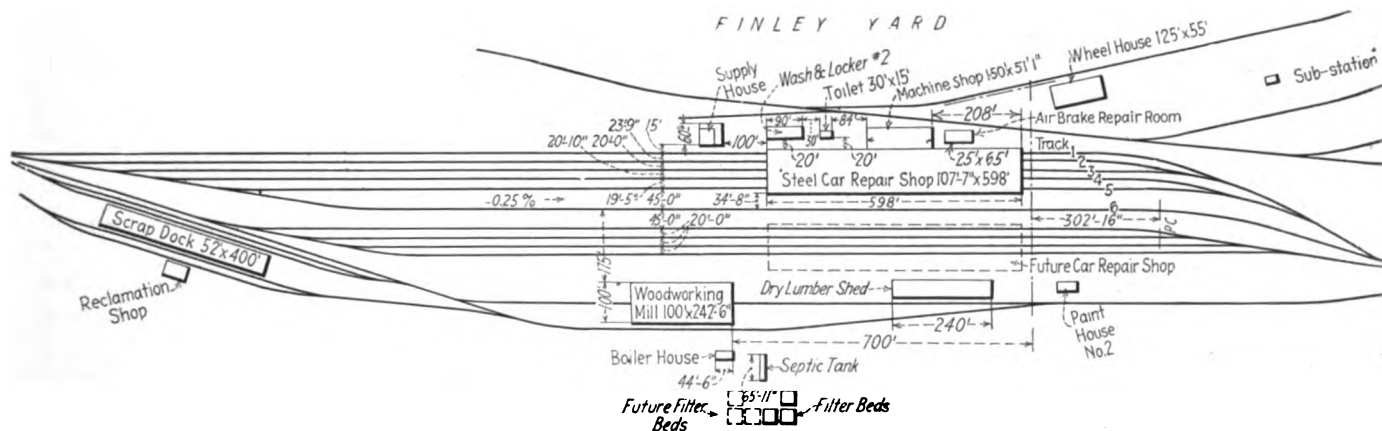 FINLEY YARD
Wheel House 125'x55'
Sub-station
Supply
House
Wash & Locker #2
Toilet 30'x15'
Machine Shop 150'x51'1"
208'
Air Brake Repair Room
60'
23'-9" 15'
20'-10" 20'-0"
100'
90'
30'
84'
20'
20'
25'x65'
Track 1
2
3
4
5
6
Steel Car Repair Shop 107'-7"x598'
598'
-0.25 %
19'-5" 45'-0"
34'-8"
45'-0"
20'-0"
302'-16"
PC
Scrap Dock 52'x400'
Reclamation
Shop
175'
100'
Woodworking
Mill 100'x242'-6"
Future Car Repair Shop
Dry Lumber Shed
240'
700'
Paint
House
No.2
Boiler House
44'-6"
Septic Tank
65'-11"
Future Filter
Beds
Filter Beds